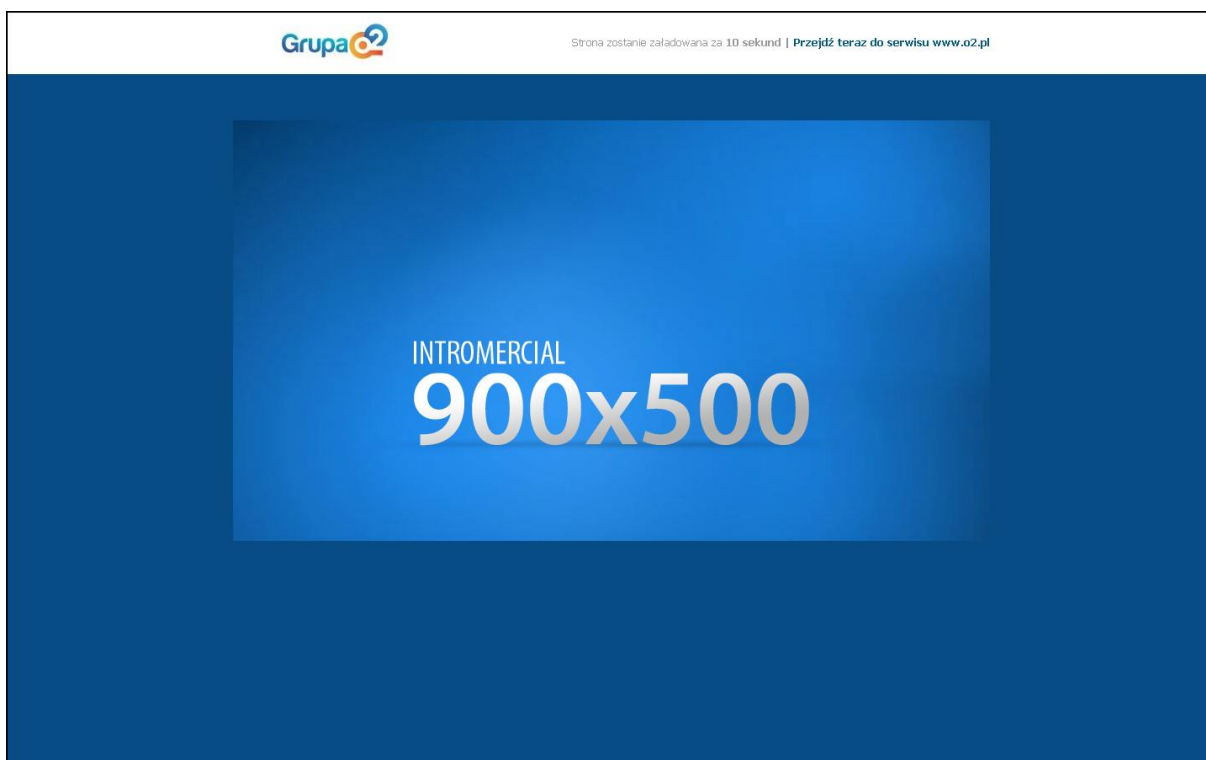 Grupa o2
Strona zostanie załadowana za 10 sekund | Przejdź teraz do serwisu www.o2.pl
INTROMERCIAL
900x500